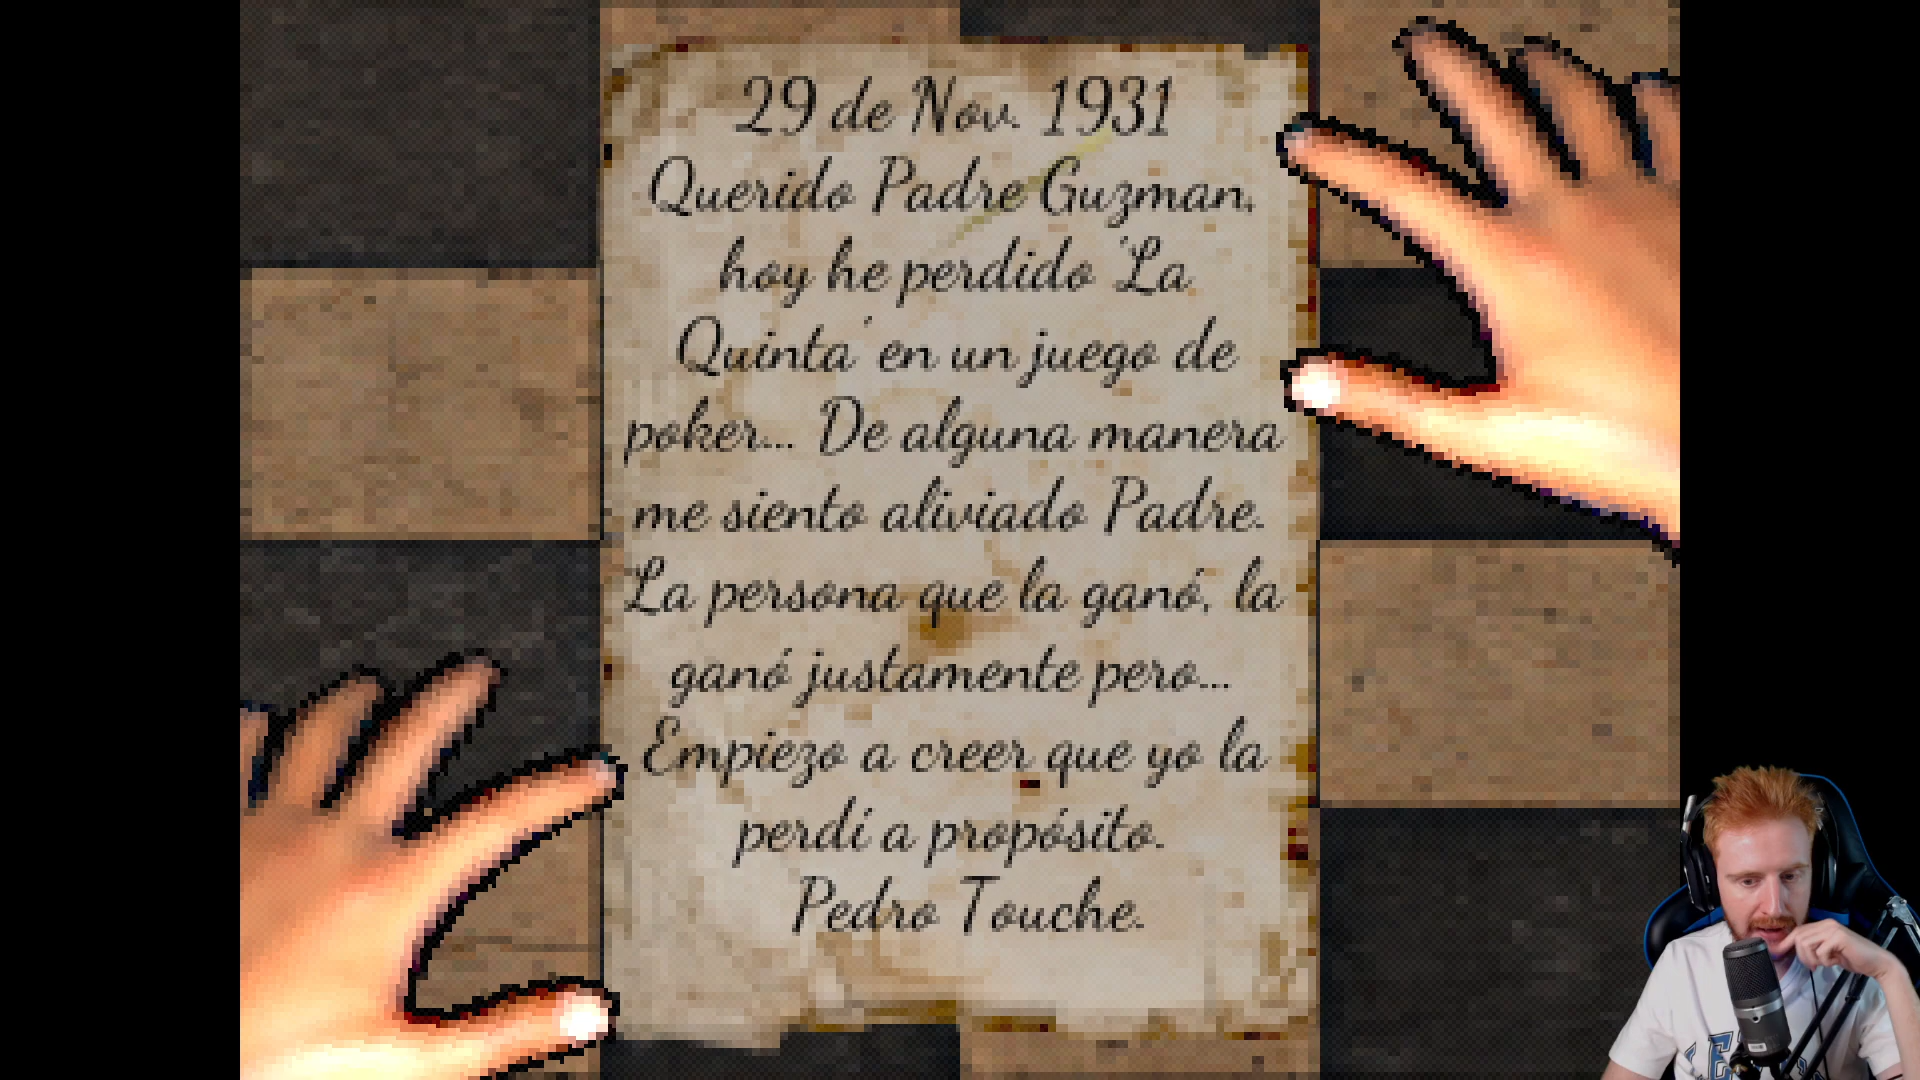 29 de Nov. 1931
Querido Padre Guzman,
hoy he perdido 'La
Quinta' en un juego de
poker... De alguna manera
me siento aliviado Padre.
La persona que la ganó, la
ganó justamente pero...
Empiezo a creer que yo la
perdí a propósito.
Pedro Touche.